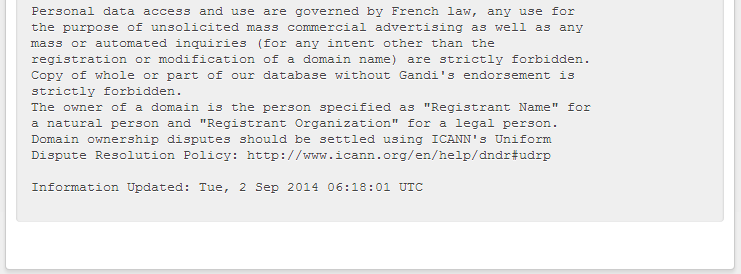 Personal data access and use are governed by French law, any use for
the purpose of unsolicited mass commercial advertising as well as any
mass or automated inquiries (for any intent other than the
registration or modification of a domain name) are strictly forbidden.
Copy of whole or part of our database without Gandi's endorsement is
strictly forbidden.
The owner of a domain is the person specified as "Registrant Name" for
a natural person and "Registrant Organization" for a legal person.
Domain ownership disputes should be settled using ICANN's Uniform
Dispute Resolution Policy: http://www.icann.org/en/help/dndr#udrp
Information Updated: Tue, 2 Sep 2014 06:18:01 UTC